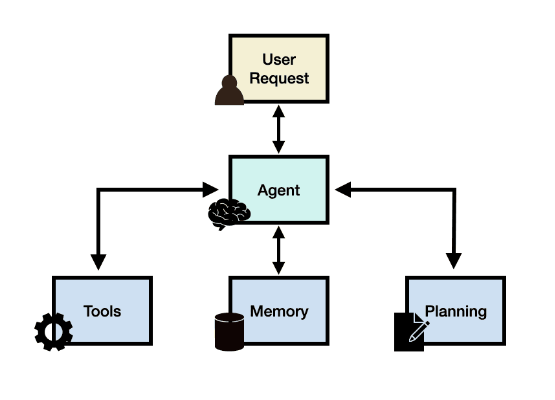 User
Request
Agent
Tools
Memory
Planning